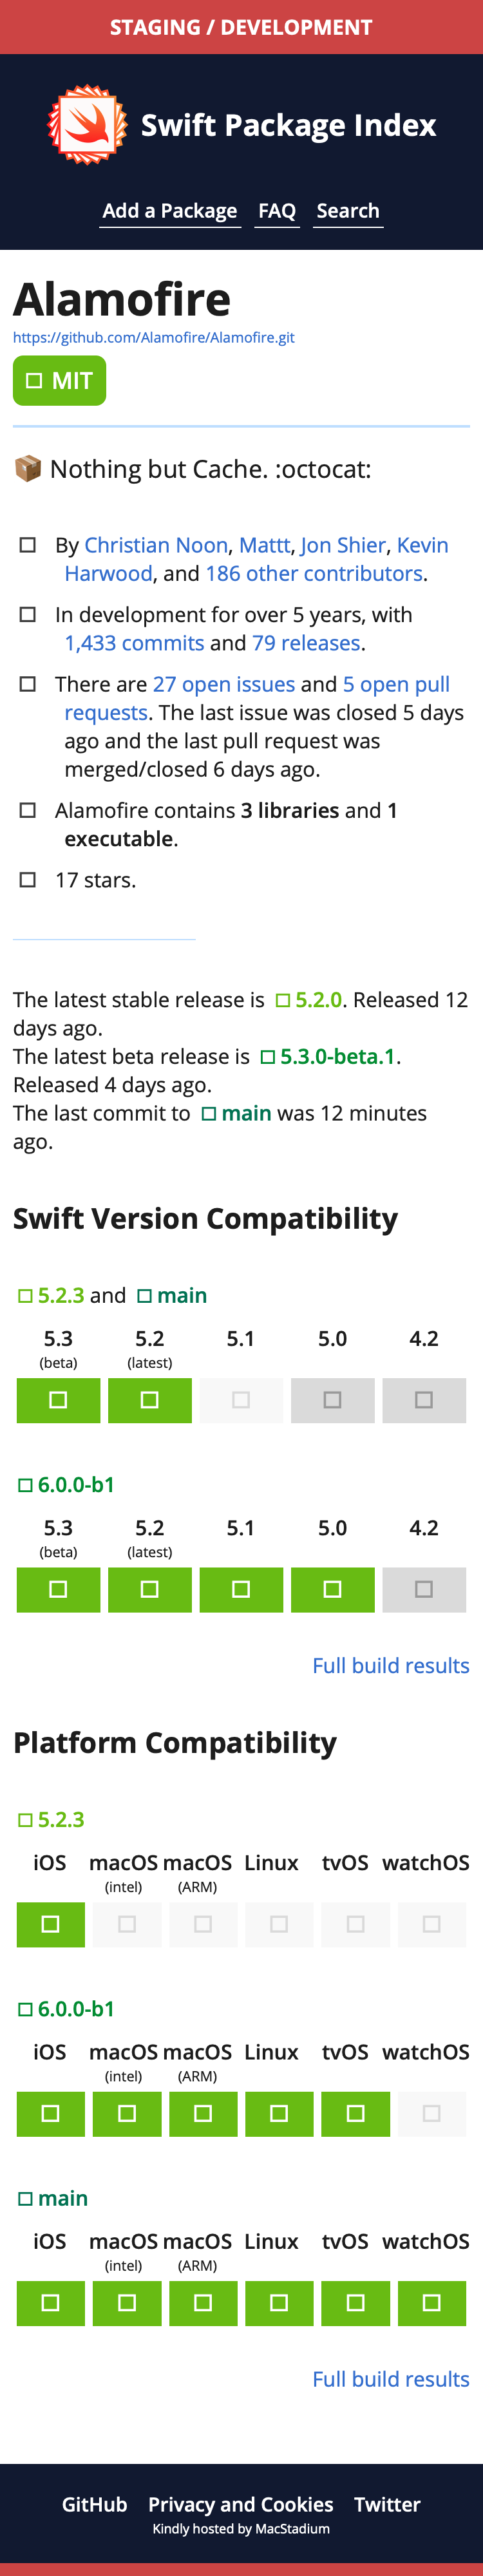 STAGING / DEVELOPMENT
Swift Package Index
Add a Package FAQ Search
Alamofire
https://github.com/Alamofire/Alamofire.git
MIT
📦 Nothing but Cache. :octocat:
By Christian Noon, Mattt, Jon Shier, Kevin
Harwood, and 186 other contributors.
In development for over 5 years, with
1,433 commits and 79 releases.
There are 27 open issues and 5 open pull
requests. The last issue was closed 5 days
ago and the last pull request was
merged/closed 6 days ago.
Alamofire contains 3 libraries and 1
executable.
17 stars.
The latest stable release is 5.2.0. Released 12
days ago.
The latest beta release is 5.3.0-beta.1.
Released 4 days ago.
The last commit to main was 12 minutes
ago.
Swift Version Compatibility
5.2.3 and main
5.3 5.2 5.1 5.0 4.2
(beta) (latest)
6.0.0-b1
5.3 5.2 5.1 5.0 4.2
(beta) (latest)
Full build results
Platform Compatibility
5.2.3
iOS macOS macOS Linux tvOS watchOS
(intel) (ARM)
6.0.0-b1
iOS macOS macOS Linux tvOS watchOS
(intel) (ARM)
main
iOS macOS macOS Linux tvOS watchOS
(intel) (ARM)
Full build results
GitHub Privacy and Cookies Twitter
Kindly hosted by MacStadium